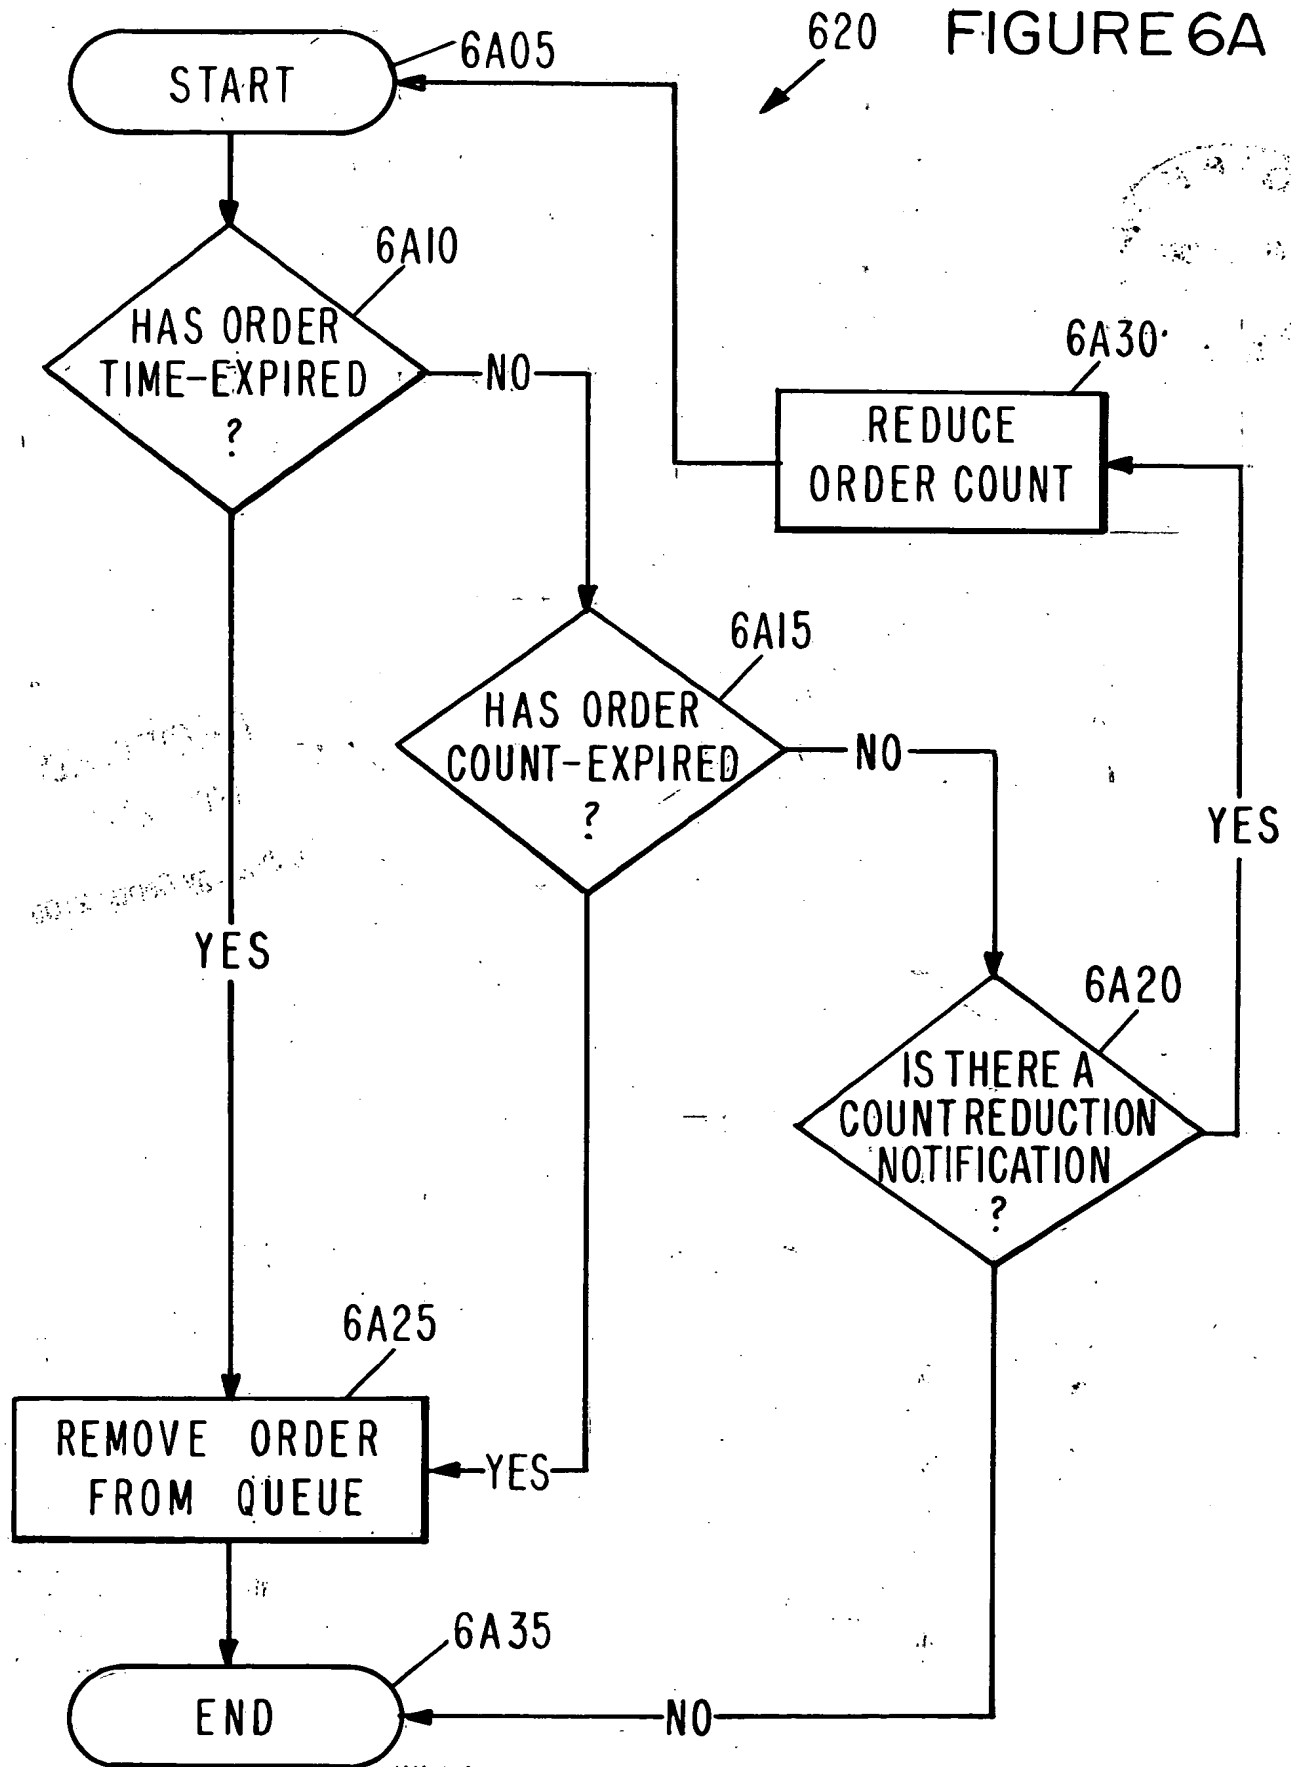 620
FIGURE 6A
6A05
START
6A10
HAS ORDER
TIME-EXPIRED
?
NO
6A30
REDUCE
ORDER COUNT
6A15
HAS ORDER
COUNT-EXPIRED
?
NO
YES
YES
6A20
IS THERE A
COUNT REDUCTION
NOTIFICATION
?
6A25
REMOVE ORDER
FROM QUEUE
YES
6A35
END
NO